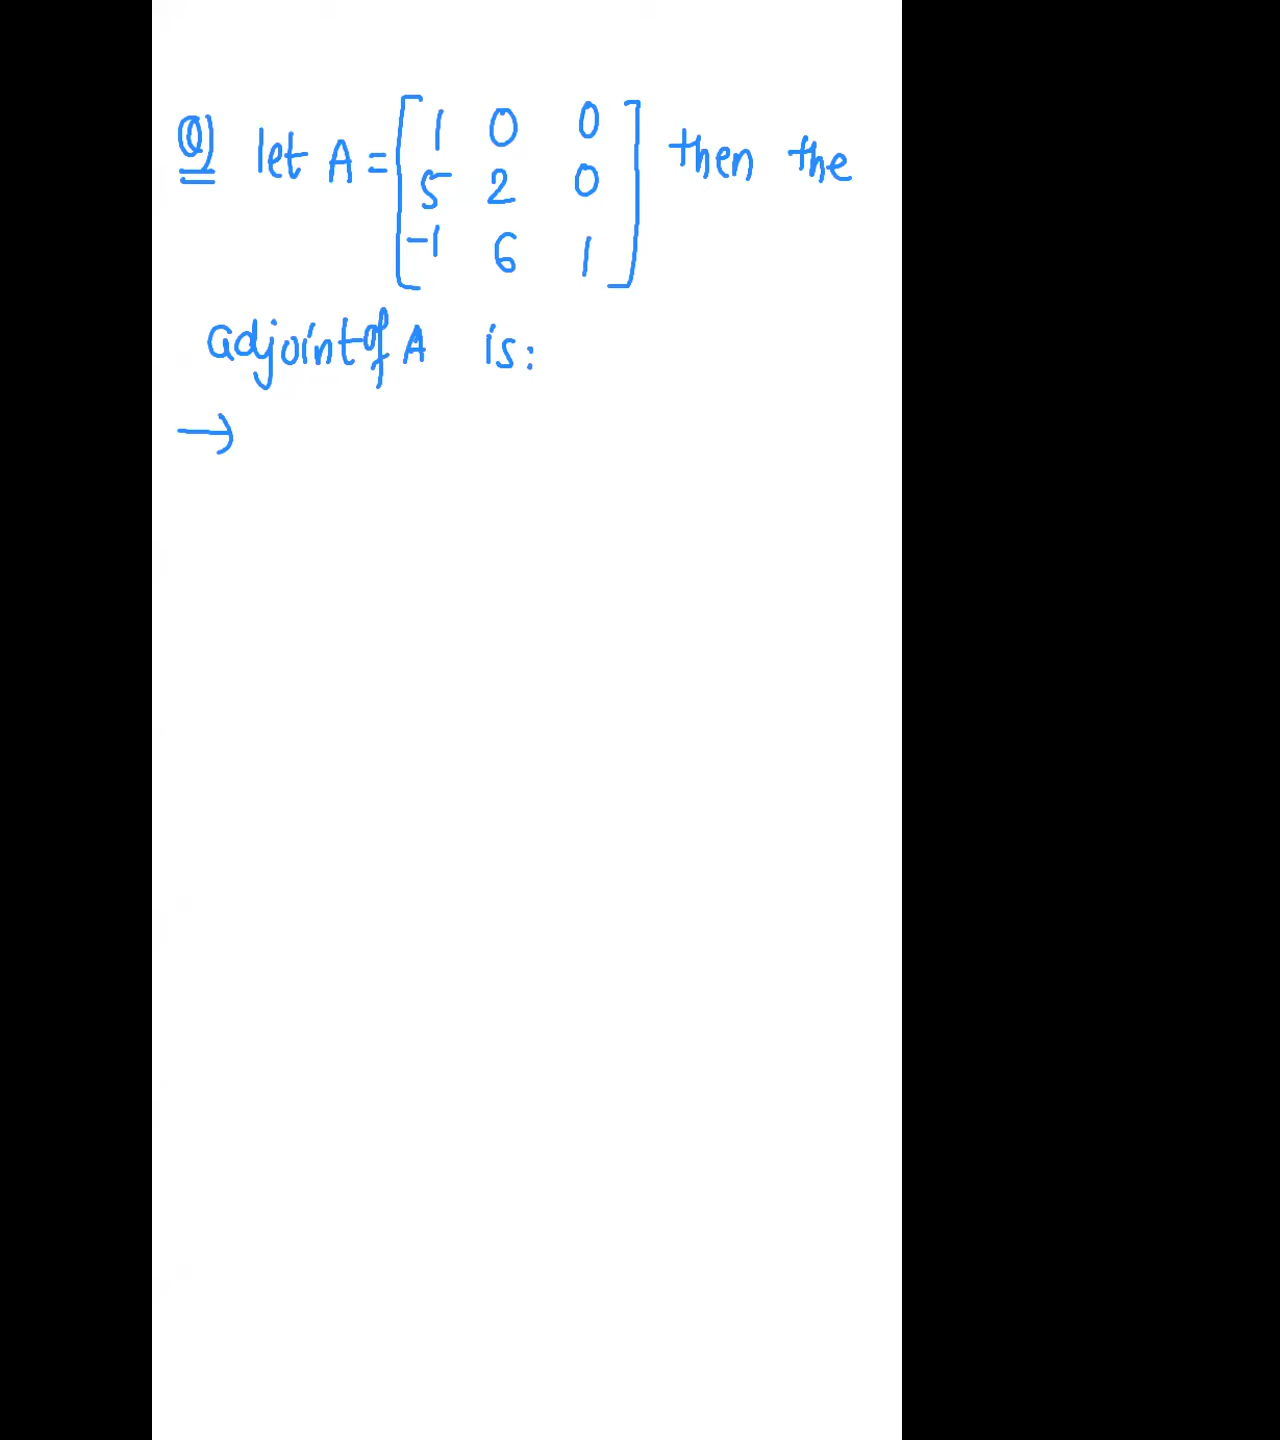 Q) let A = [1 0 0
5 2 0
-1 6 1] then the
adjoint of A is:
→